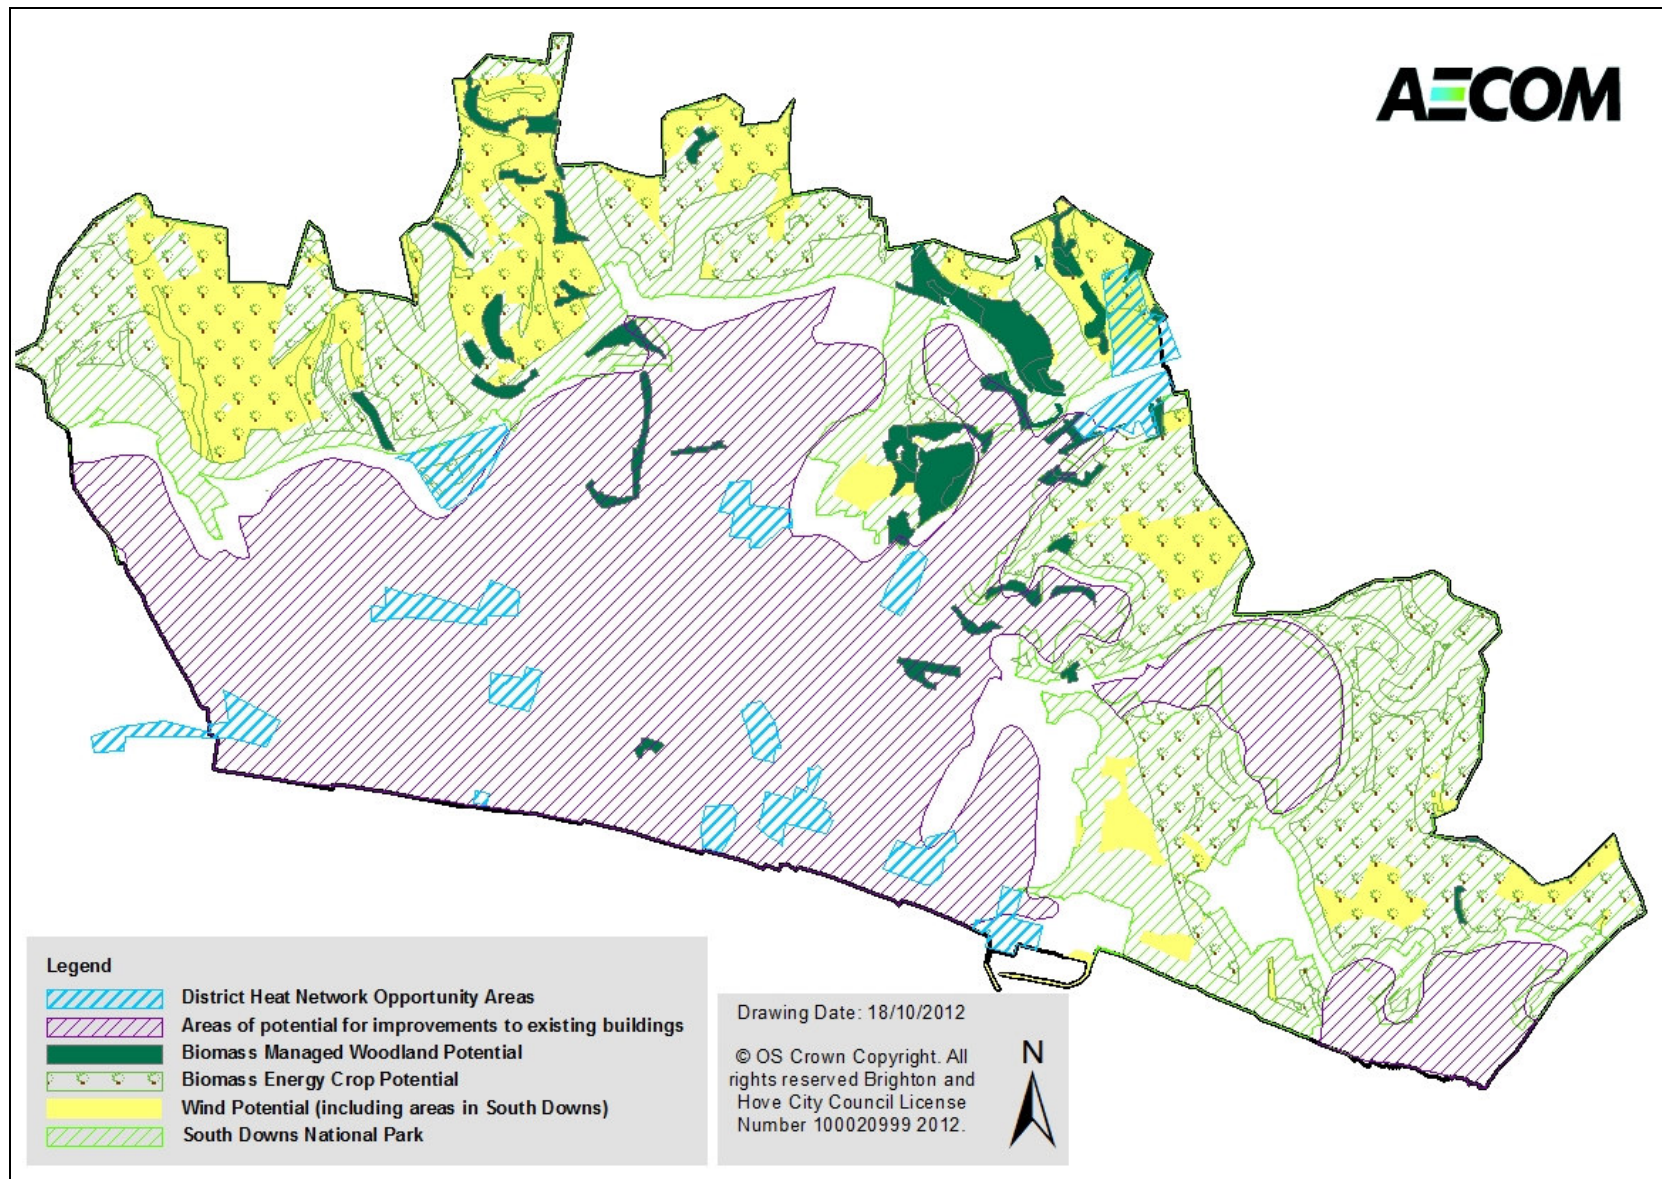 AECOM
Legend
District Heat Network Opportunity Areas
Areas of potential for improvements to existing buildings
Biomass Managed Woodland Potential
Biomass Energy Crop Potential
Wind Potential (including areas in South Downs)
South Downs National Park
Drawing Date: 18/10/2012
© OS Crown Copyright. All
rights reserved Brighton and
Hove City Council License
Number 100020999 2012.
N